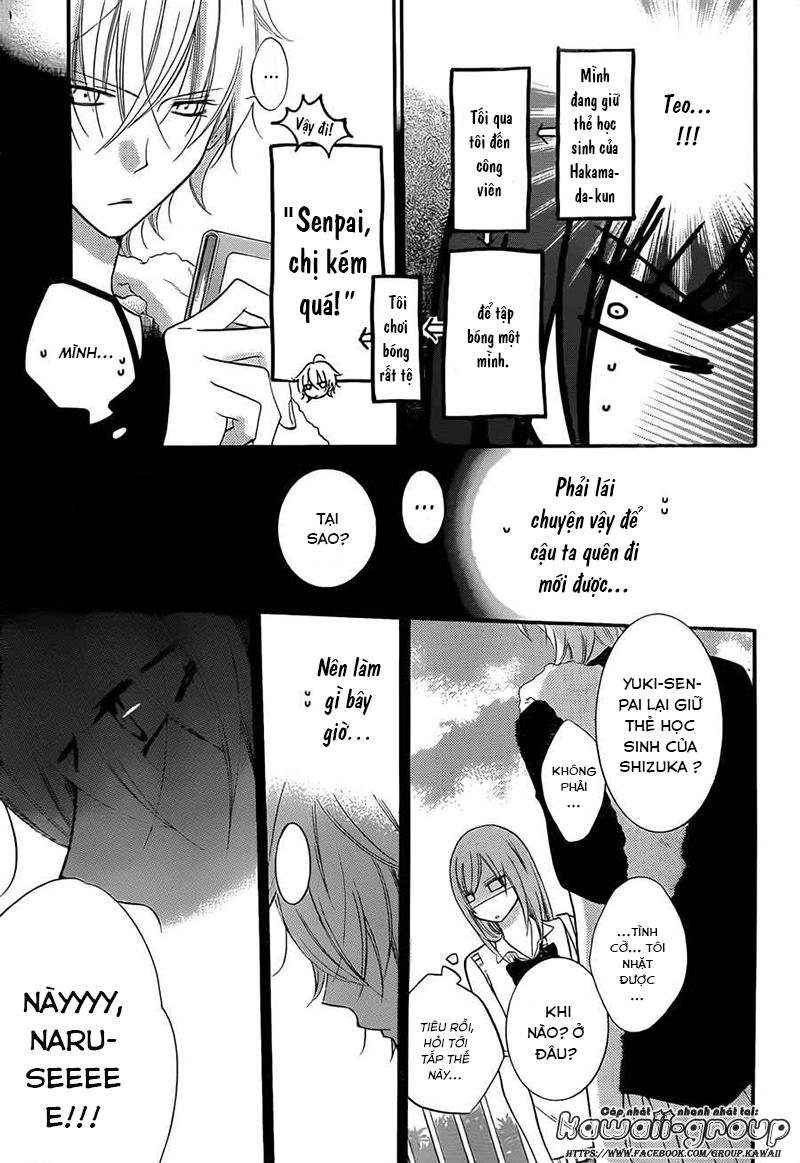 Teo...
!!!
Mình
đang giữ
thẻ học
sinh của
Hakama-
da-kun
Tối qua
tôi đến
công
viên
để tập
bóng một
mình.
Tôi
chơi
bóng
rất tệ
Vậy đi!
"Senpai,
chị kém
quá!"
...
MÌNH...
Phải lái
chuyện vậy để
cậu ta quên đi
mới được...
...
TẠI
SAO?
YUKI-SEN-
PAI LẠI GIỮ
THẺ HỌC
SINH CỦA
SHIZUKA ?
KHÔNG
PHẢI
...
...TÌNH
CỜ... TÔI
NHẶT
ĐƯỢC
...
KHI
NÀO? Ở
ĐÂU?
TIÊU RỒI,
HỎI TỚI
TẤP THẾ
NÀY...
Nên làm
gì bây
giờ...
...
NÀYYYY,
NARU-
SEEEE
E!!!
Cập nhật nhanh nhất tại:
kawaii-group
HTTPS://WWW.FACEBOOK.COM/GROUP.KAWAII